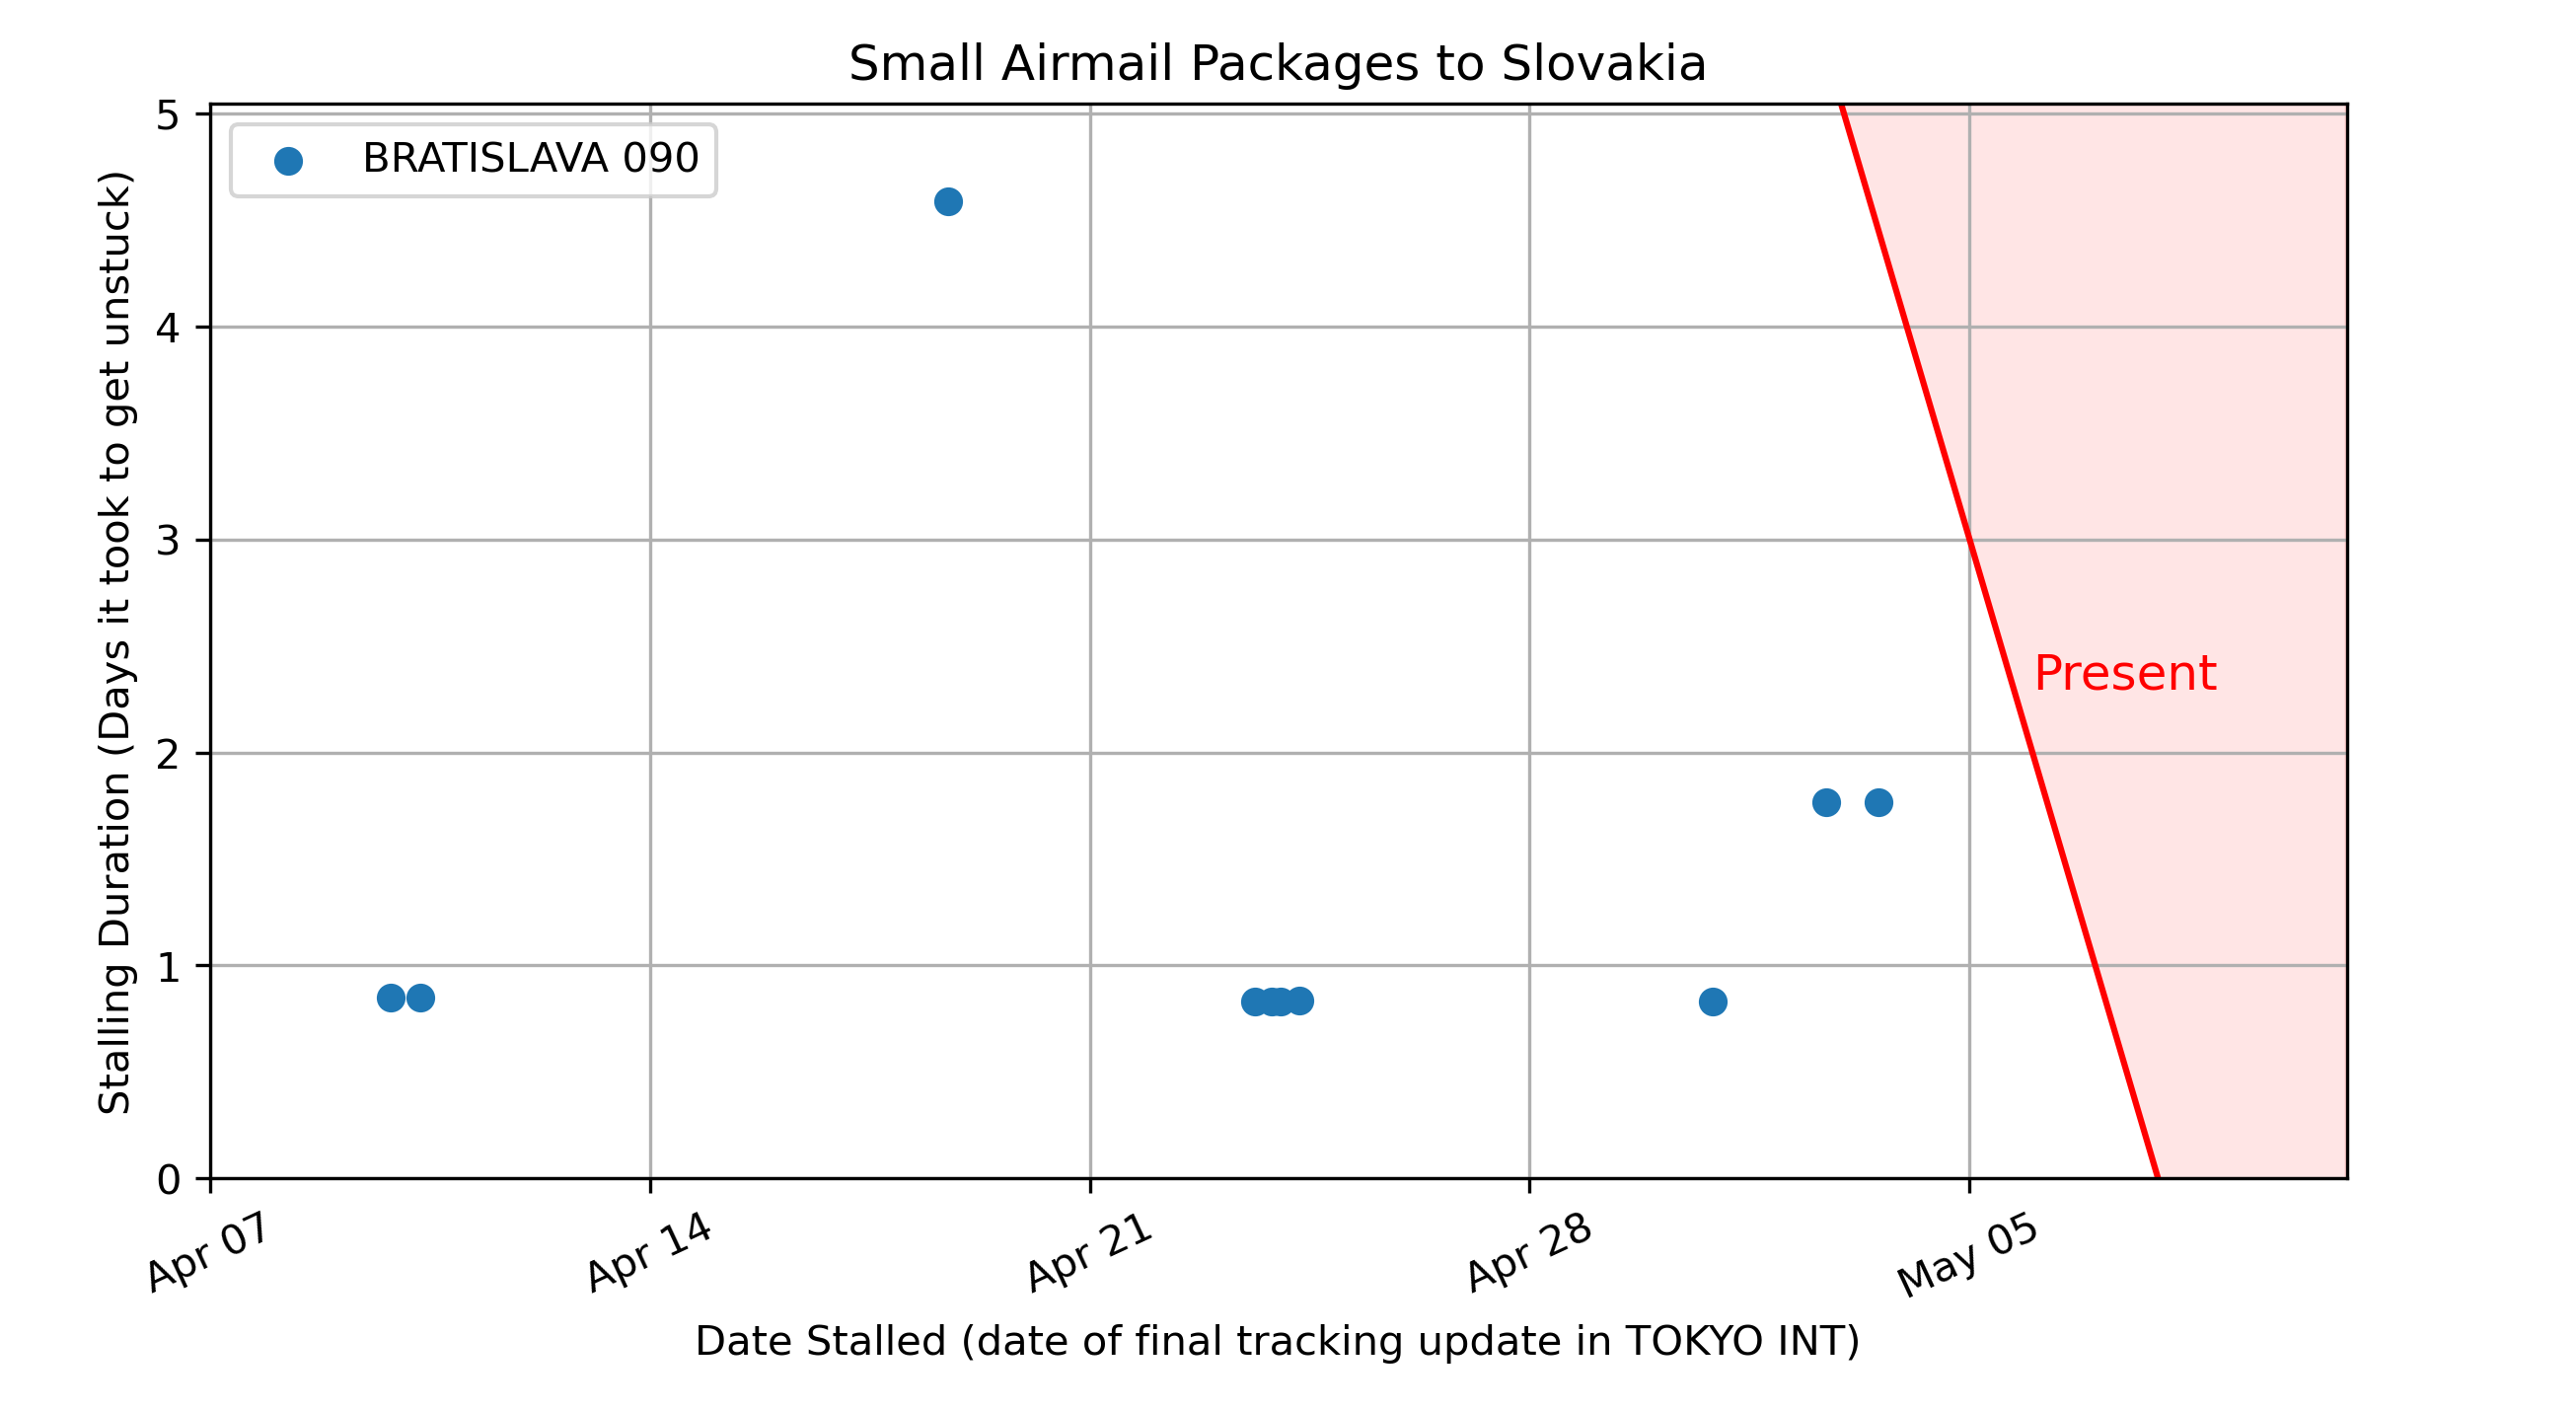 Small Airmail Packages to Slovakia
BRATISLAVA 090
Stalling Duration (Days it took to get unstuck)
5
4
3
2
1
0
Present
Apr 07
Apr 14
Apr 21
Apr 28
May 05
Date Stalled (date of final tracking update in TOKYO INT)